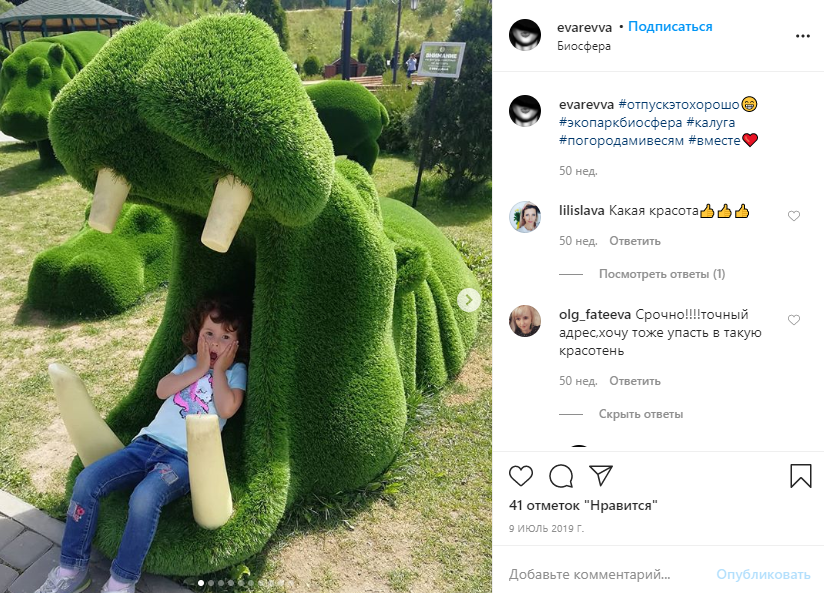 ВНИМАНИЕ
evarevva • Подписаться
Биосфера
evarevva #отпускэтохорошо😁
#экопаркбиосфера #калуга
#погородамивесям #вместе❤️
50 нед.
lilislava Какая красота👍👍👍
50 нед. Ответить
Посмотреть ответы (1)
olg_fateeva Срочно!!!!точный
адрес,хочу тоже упасть в такую
красотень
50 нед. Ответить
Скрыть ответы
41 отметок "Нравится"
9 ИЮЛЬ 2019 Г.
Добавьте комментарий...
Опубликовать